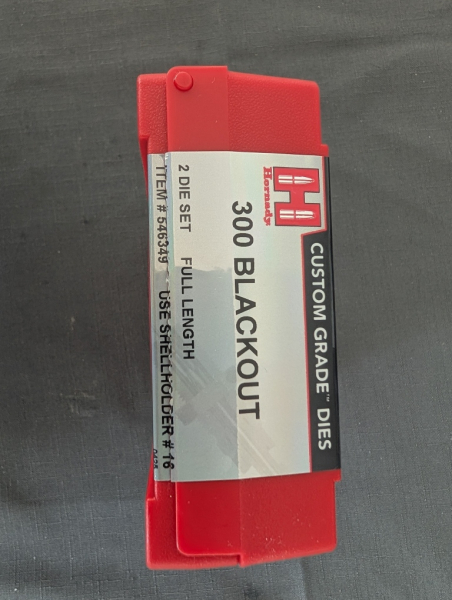 Hornady
CUSTOM GRADE™ DIES
300 BLACKOUT
2 DIE SET FULL LENGTH
ITEM # 546349 USE SHELLHOLDER # 16